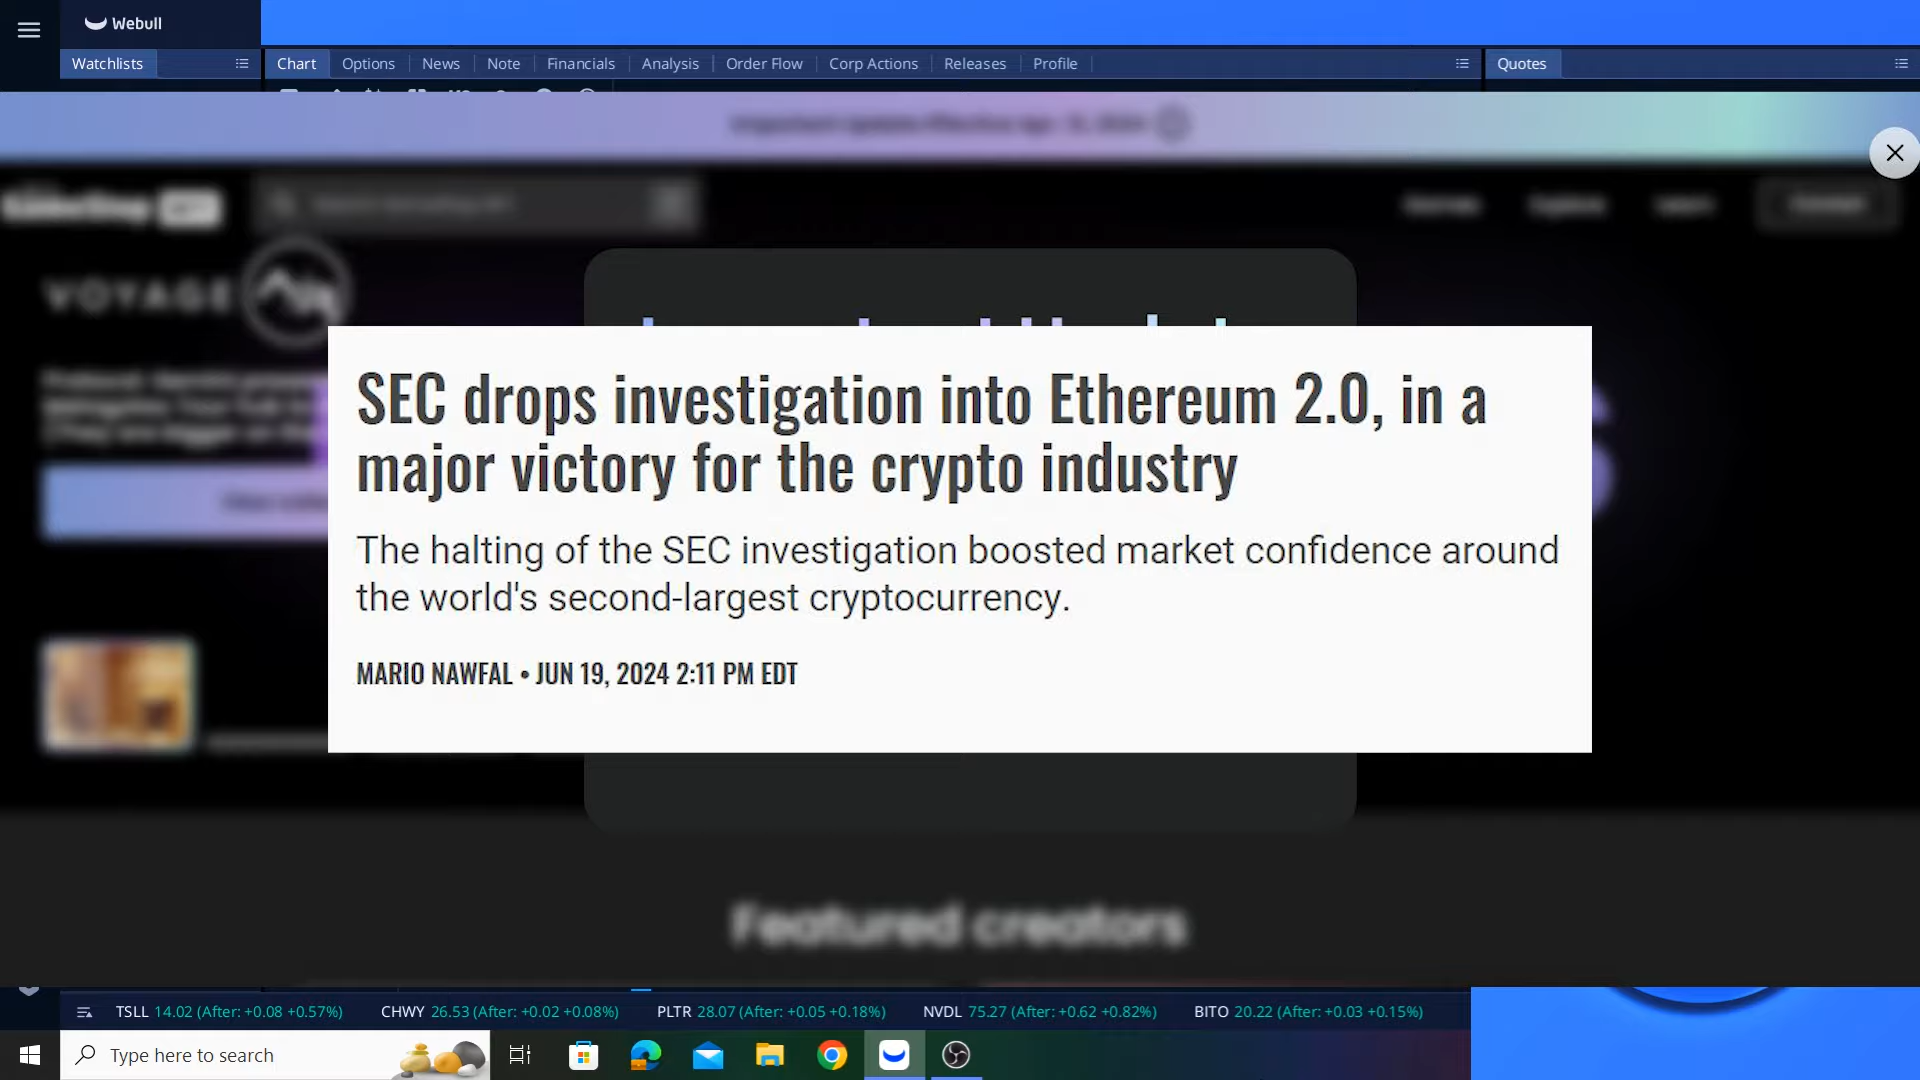 Webull
Watchlists
Chart Options News Note Financials Analysis Order Flow Corp Actions Releases Profile
Quotes
VOYAGE
SEC drops investigation into Ethereum 2.0, in a
major victory for the crypto industry
The halting of the SEC investigation boosted market confidence around
the world's second-largest cryptocurrency.
MARIO NAWFAL • JUN 19, 2024 2:11 PM EDT
Featured creators
TSLL 14.02 (After: +0.08 +0.57%) CHWY 26.53 (After: +0.02 +0.08%) PLTR 28.07 (After: +0.05 +0.18%) NVDL 75.27 (After: +0.62 +0.82%) BITO 20.22 (After: +0.03 +0.15%)
Type here to search